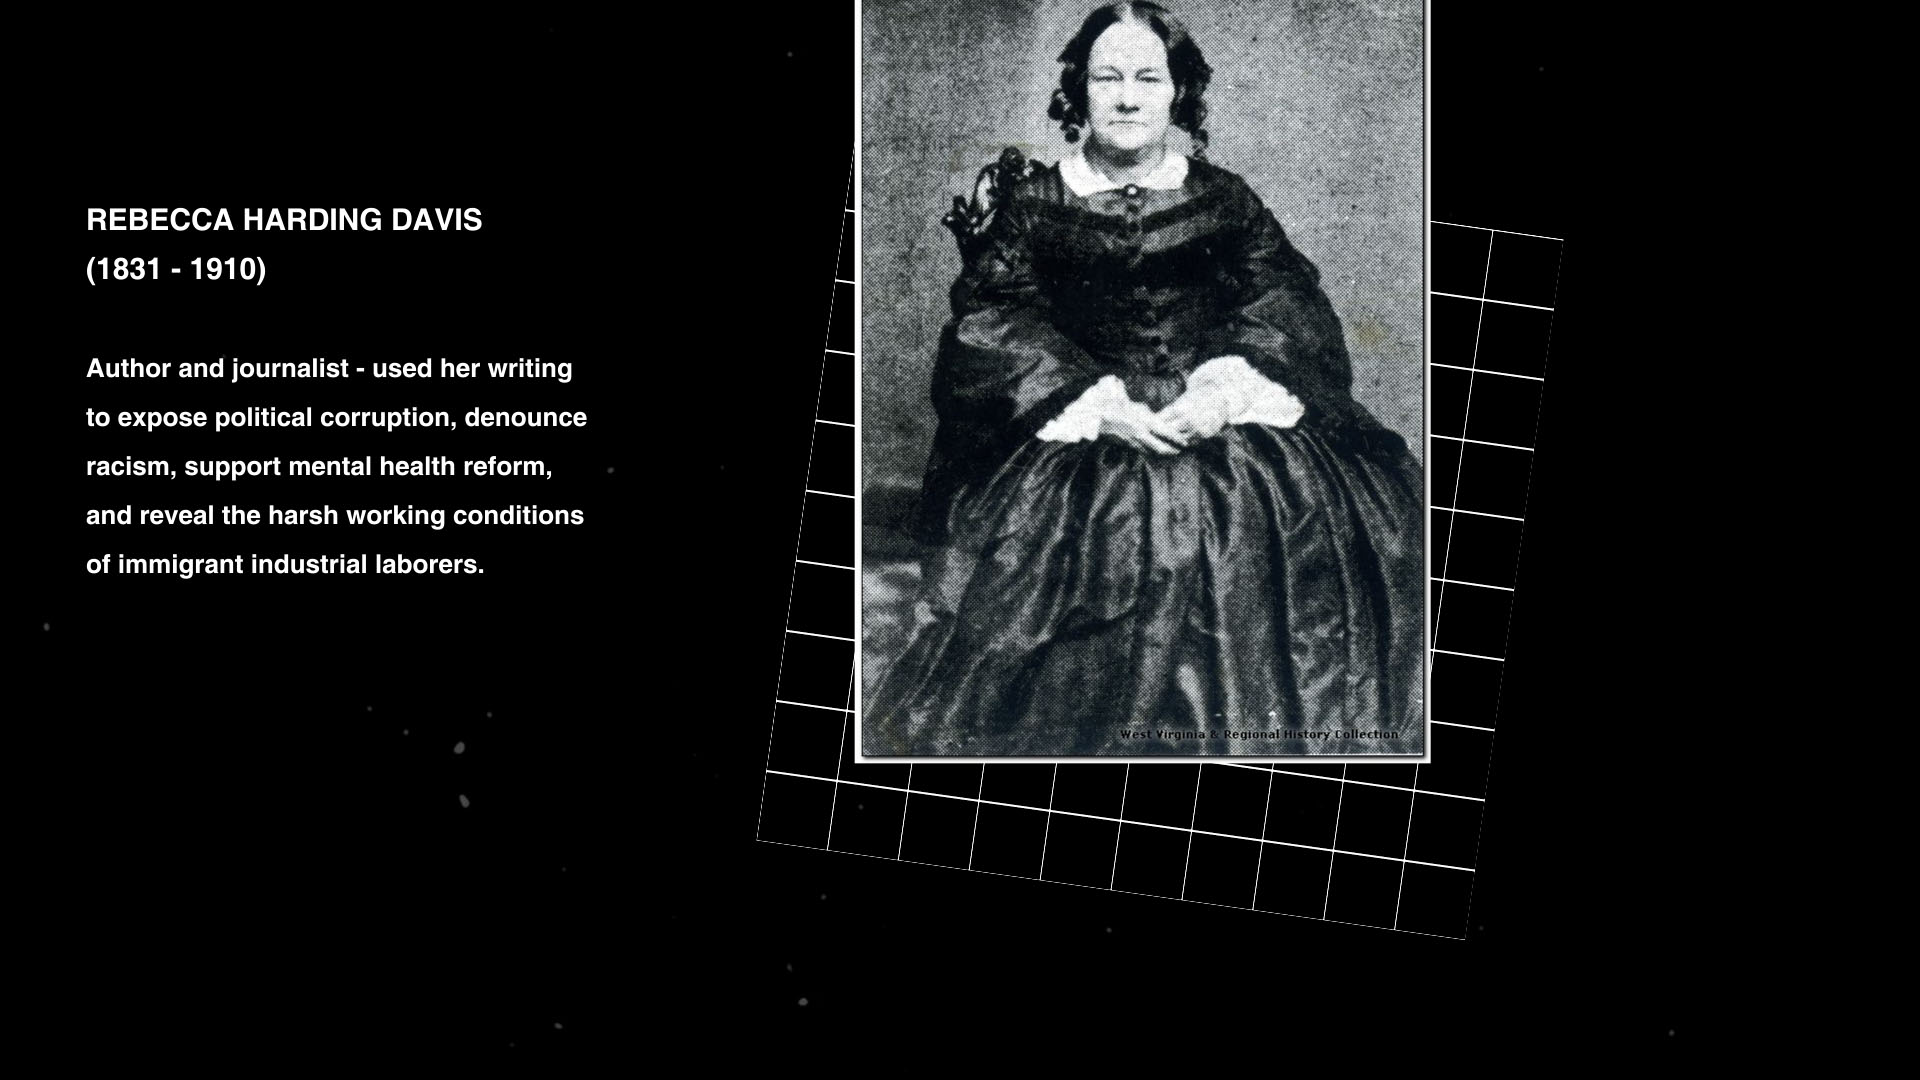 REBECCA HARDING DAVIS
(1831 - 1910)
Author and journalist - used her writing
to expose political corruption, denounce
racism, support mental health reform,
and reveal the harsh working conditions
of immigrant industrial laborers.
West Virginia & Regional History Collection